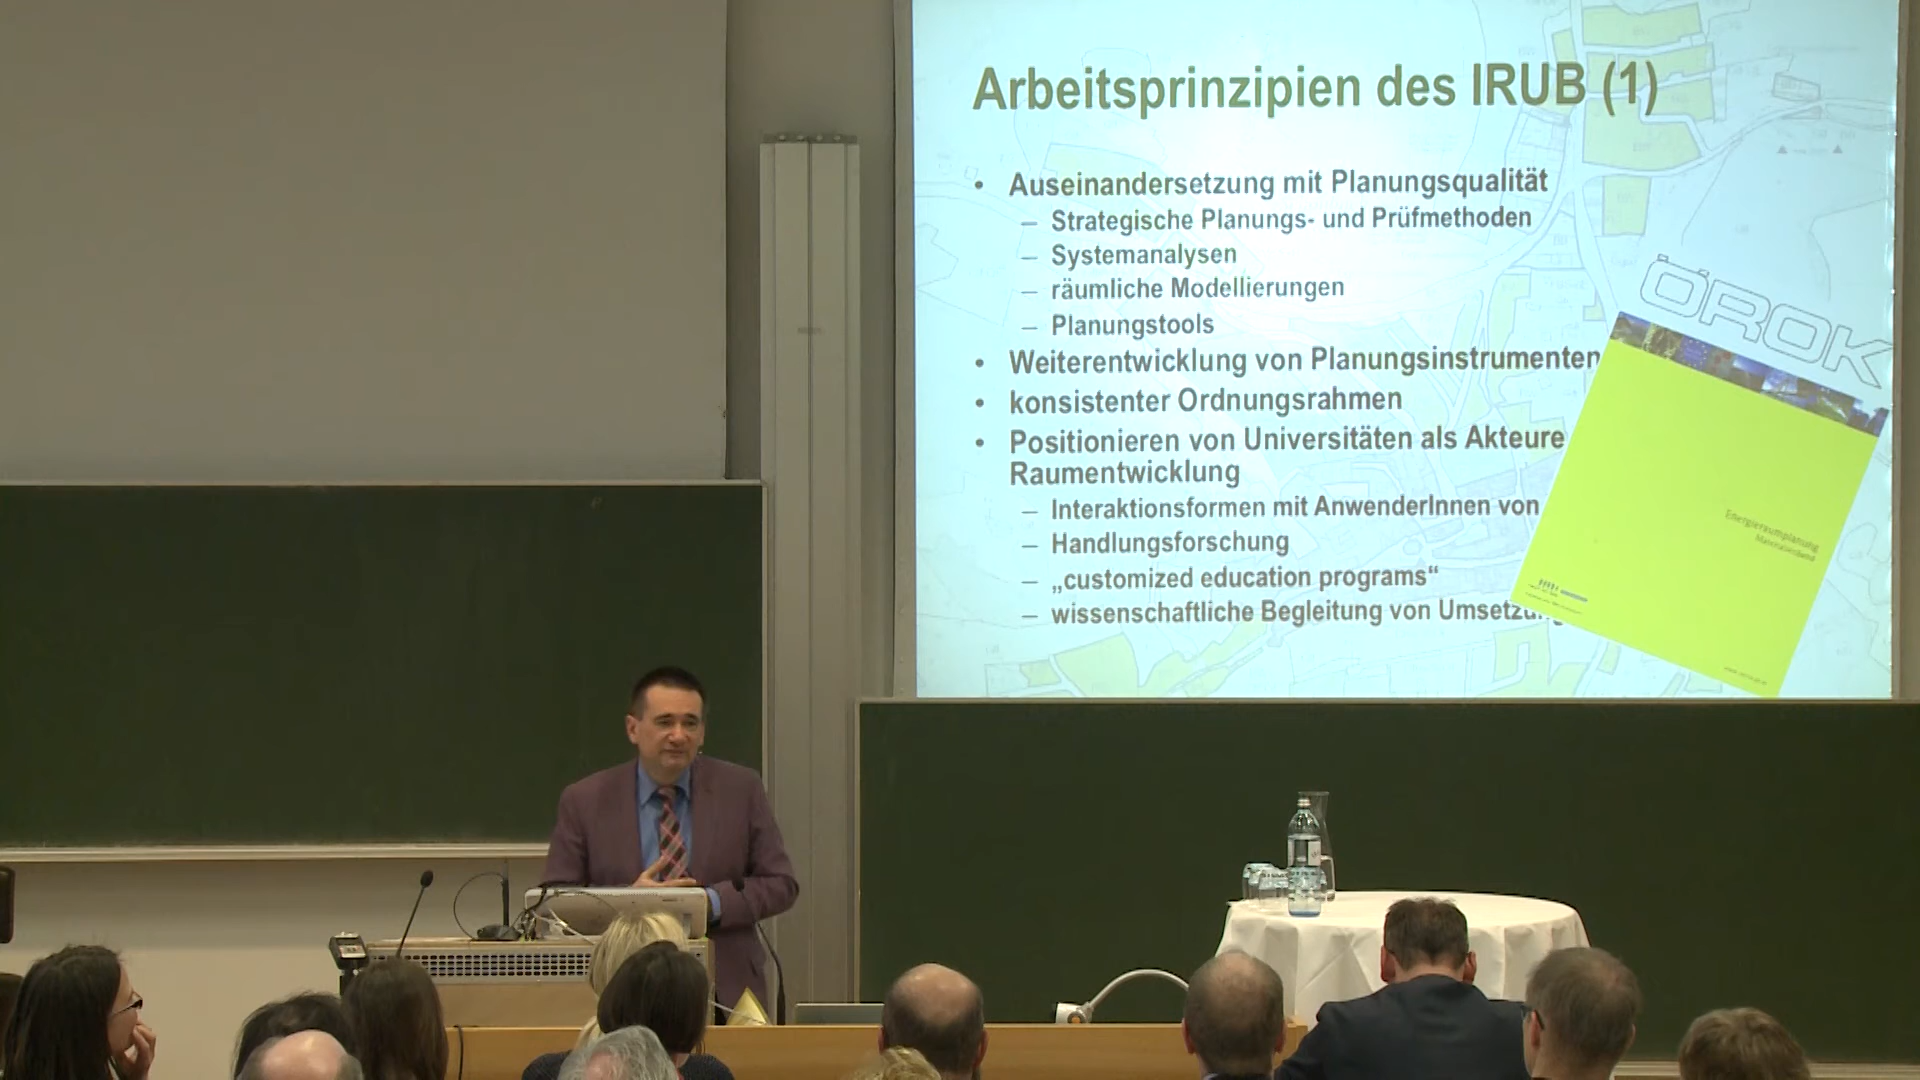 Arbeitsprinzipien des IRUB (1)
• Auseinandersetzung mit Planungsqualität
– Strategische Planungs- und Prüfmethoden
– Systemanalysen
– räumliche Modellierungen
– Planungstools
• Weiterentwicklung von Planungsinstrumenten
• konsistenter Ordnungsrahmen
• Positionieren von Universitäten als Akteure
Raumentwicklung
– Interaktionsformen mit AnwenderInnen von
– Handlungsforschung
– „customized education programs“
– wissenschaftliche Begleitung von
ÖROK
Energieraumplanung
Materialienband